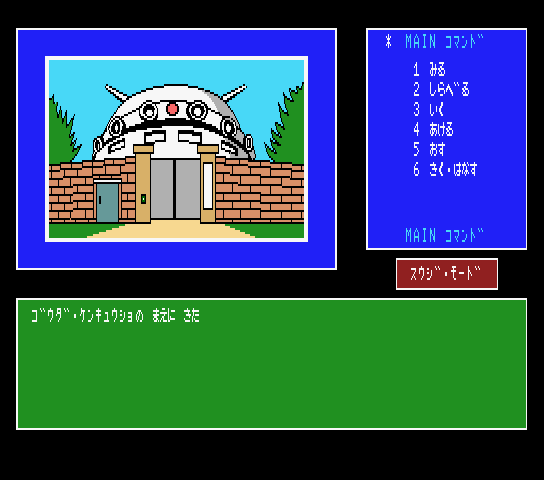 * MAIN コマンド
1 みる
2 しらべる
3 いく
4 あける
5 おす
6 きく・はなす
MAIN コマンド
スウジ・モード
ゴウダ・ケンキュウショの まえに きた